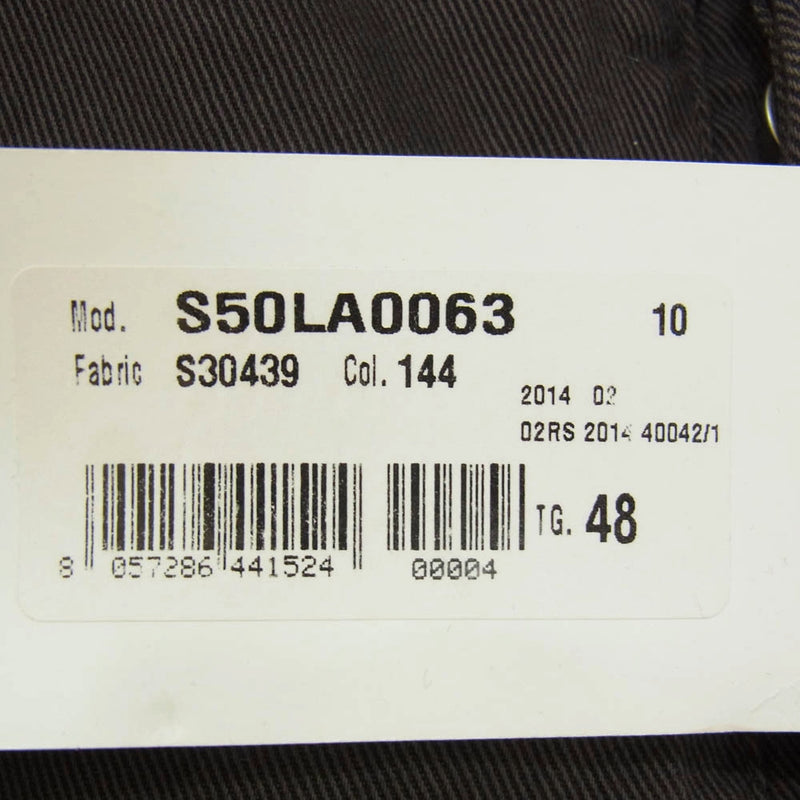 Mod. S50LA0063 10
Fabric S30439 Col. 144
2014 02
02RS 2014 40042/1
TG. 48
8 057286 441524 00004